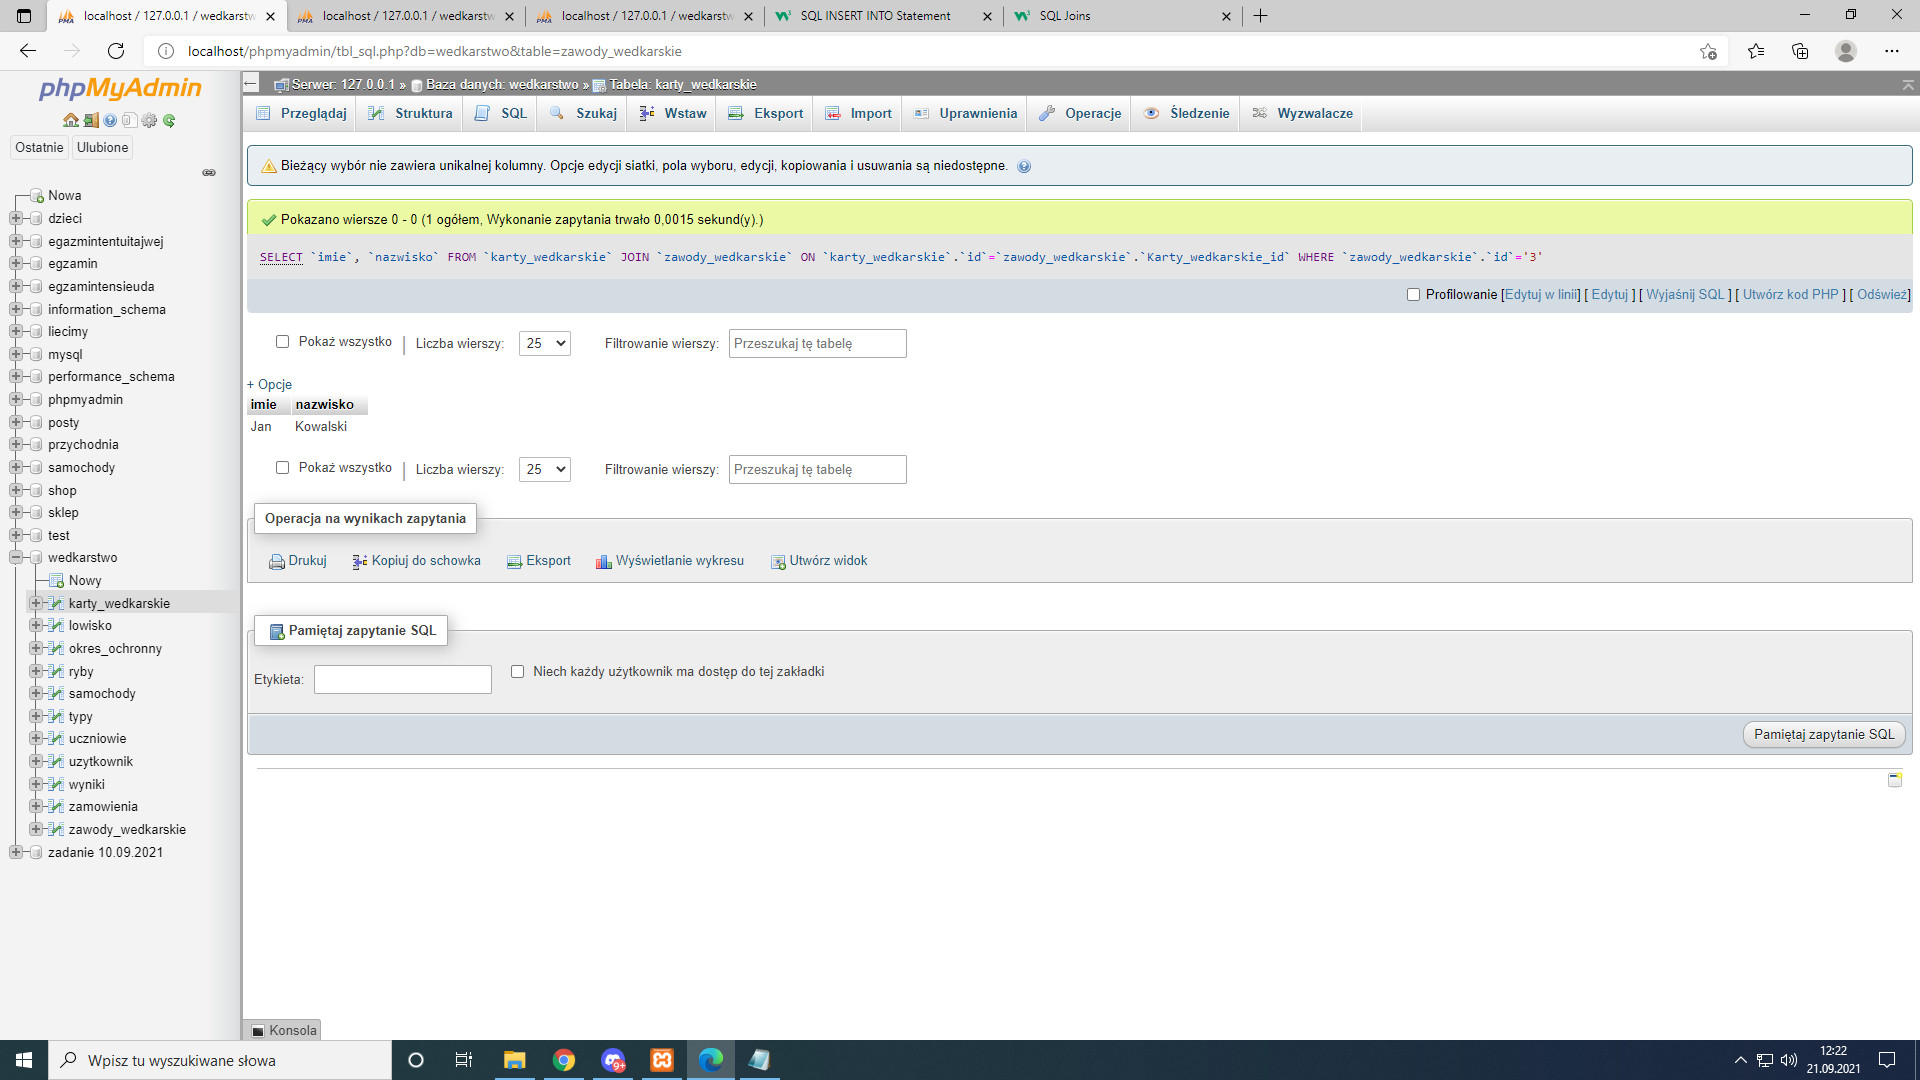 localhost / 127.0.0.1 / wedkarstw
localhost / 127.0.0.1 / wedkarstw
localhost / 127.0.0.1 / wedkarstw
SQL INSERT INTO Statement
SQL Joins
localhost/phpmyadmin/tbl_sql.php?db=wedkarstwo&table=zawody_wedkarskie
phpMyAdmin
Ostatnie Ulubione
Nowa
dzieci
egazmintentuitajwej
egzamin
egzamintensieuda
information_schema
liecimy
mysql
performance_schema
phpmyadmin
posty
przychodnia
samochody
shop
sklep
test
wedkarstwo
Nowy
karty_wedkarskie
lowisko
okres_ochronny
ryby
samochody
typy
uczniowie
uzytkownik
wyniki
zamowienia
zawody_wedkarskie
zadanie 10.09.2021
Serwer: 127.0.0.1 » Baza danych: wedkarstwo » Tabela: karty_wedkarskie
Przeglądaj Struktura SQL Szukaj Wstaw Eksport Import Uprawnienia Operacje Śledzenie Wyzwalacze
Bieżący wybór nie zawiera unikalnej kolumny. Opcje edycji siatki, pola wyboru, edycji, kopiowania i usuwania są niedostępne.
Pokazano wiersze 0 - 0 (1 ogółem, Wykonanie zapytania trwało 0,0015 sekund(y).)
SELECT `imie`, `nazwisko` FROM `karty_wedkarskie` JOIN `zawody_wedkarskie` ON `karty_wedkarskie`.`id`=`zawody_wedkarskie`.`Karty_wedkarskie_id` WHERE `zawody_wedkarskie`.`id`='3'
Profilowanie [Edytuj w linii] [ Edytuj ] [ Wyjaśnij SQL ] [ Utwórz kod PHP ] [ Odśwież]
Pokaż wszystko | Liczba wierszy: 25 Filtrowanie wierszy: Przeszukaj tę tabelę
+ Opcje
imie nazwisko
Jan Kowalski
Pokaż wszystko | Liczba wierszy: 25 Filtrowanie wierszy: Przeszukaj tę tabelę
Operacja na wynikach zapytania
Drukuj Kopiuj do schowka Eksport Wyświetlanie wykresu Utwórz widok
Pamiętaj zapytanie SQL
Etykieta: Niech każdy użytkownik ma dostęp do tej zakładki
Pamiętaj zapytanie SQL
Konsola
Wpisz tu wyszukiwane słowa
9+
12:22
21.09.2021